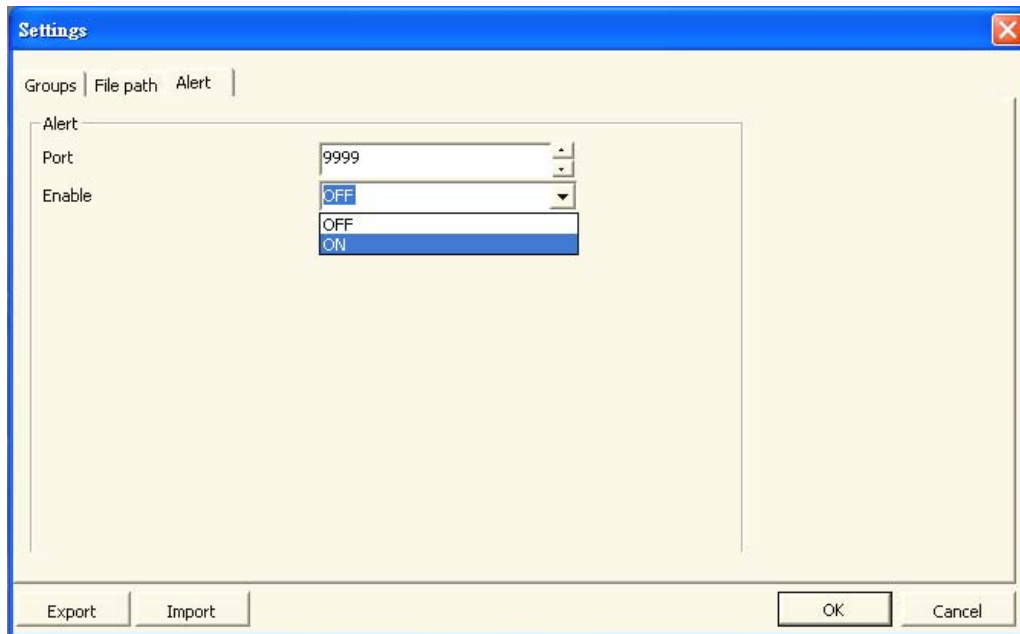 Settings
Groups File path Alert
Alert
Port 9999
Enable OFF
OFF
ON
Export Import OK Cancel